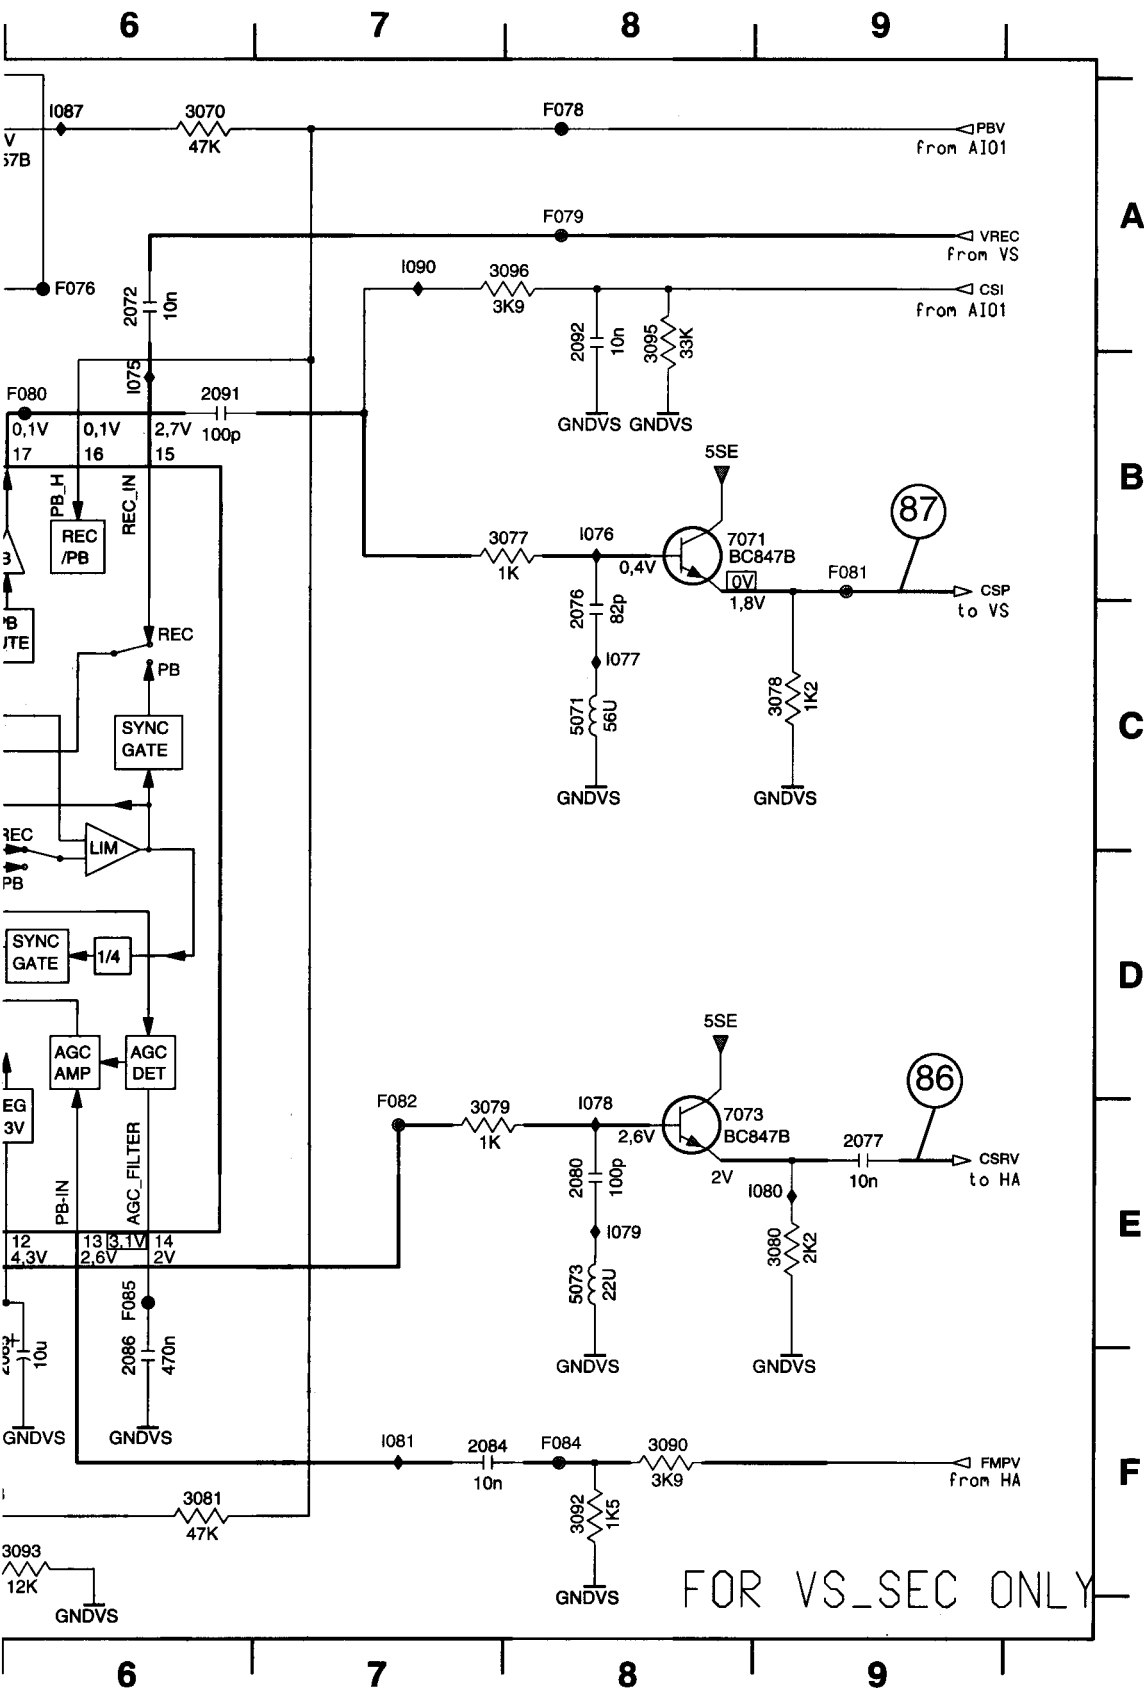 6 7 8 9
I087 3070 F078
47K
PBV
from AIO1
V
57B
A
F079
VREC
from VS
I090 3096
3K9
CSI
from AIO1
F076
2072 10n
2092 10n
3095 33K
I075
GNDVS GNDVS
F080
2091
100p
0,1V 0,1V 2,7V
17 16 15
B
5SE
PB_H
REC_IN
REC
/PB
3077
1K
I076
0,4V
7071
BC847B
0V
1,8V
87
F081
CSP
to VS
2076 82p
I077
REC
PB
5071 56U
3078 1K2
C
SYNC
GATE
GNDVS GNDVS
REC
LIM
PB
SYNC
GATE
1/4
D
5SE
AGC
AMP
AGC
DET
86
F082
3079
1K
I078
2,6V
7073
BC847B
2V
2077
10n
CSRV
to HA
EG
3V
PB-IN
AGC_FILTER
2080 100p
I080
I079
E
12 13 3,1V 14
4,3V 2,6V 2V
5073 22U
3080 2K2
F085
10u
2086 470n
GNDVS GNDVS
GNDVS GNDVS
I081 2084 F084 3090
10n 3K9
FMPV
from HA
F
3081
47K
3092 1K5
3093
12K
GNDVS
GNDVS
FOR VS_SEC ONLY
6 7 8 9